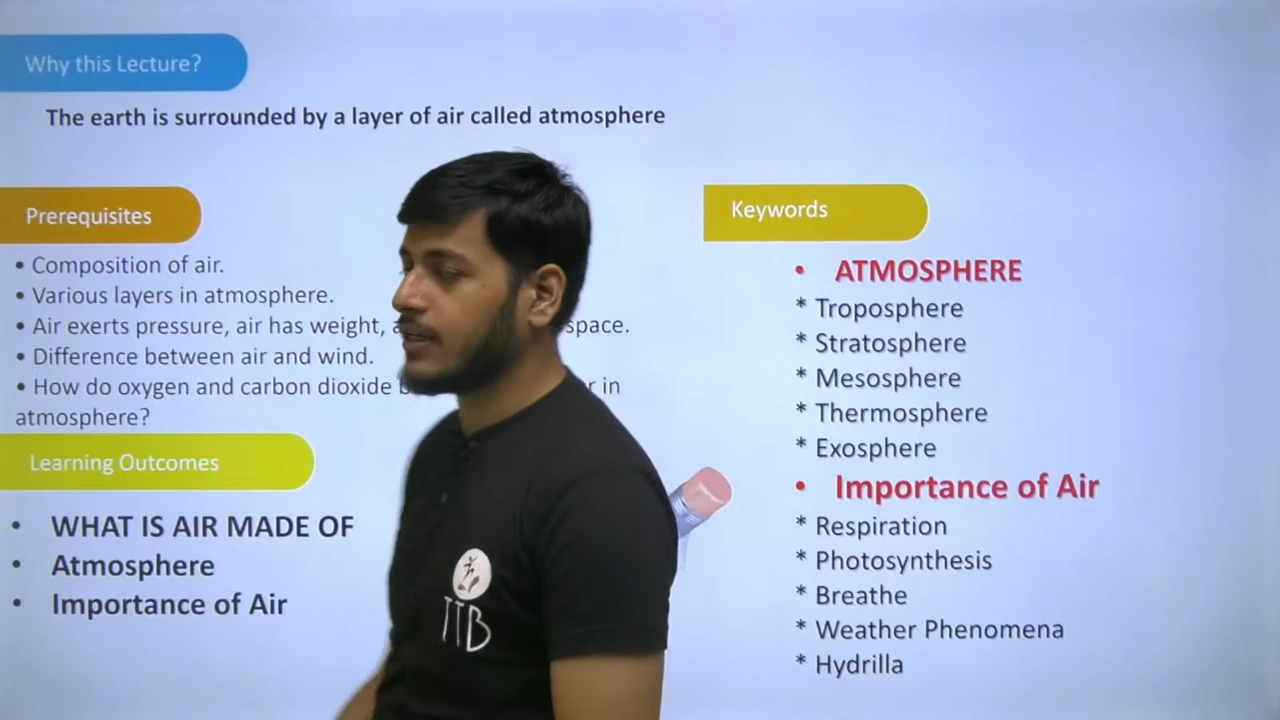 Why this Lecture?
The earth is surrounded by a layer of air called atmosphere
Prerequisites
• Composition of air.
• Various layers in atmosphere.
• Air exerts pressure, air has weight, space.
• Difference between air and wind.
• How do oxygen and carbon dioxide in
atmosphere?
Learning Outcomes
• WHAT IS AIR MADE OF
• Atmosphere
• Importance of Air
TTB
Keywords
• ATMOSPHERE
* Troposphere
* Stratosphere
* Mesosphere
* Thermosphere
* Exosphere
• Importance of Air
* Respiration
* Photosynthesis
* Breathe
* Weather Phenomena
* Hydrilla